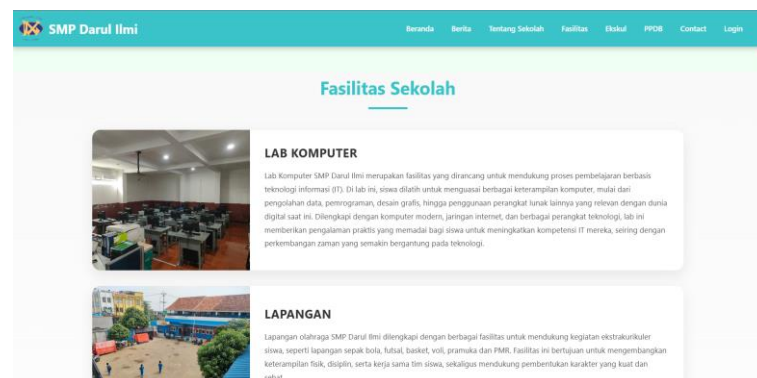 SMP Darul Ilmi
Beranda Berita Tentang Sekolah Fasilitas Ekskul PPDB Contact Login
Fasilitas Sekolah
LAB KOMPUTER
Lab Komputer SMP Darul Ilmi merupakan fasilitas yang dirancang untuk mendukung proses pembelajaran berbasis
teknologi informasi (IT). Di lab ini, siswa dilatih untuk menguasai berbagai keterampilan komputer, mulai dari
pengolahan data, pemrograman, desain grafis, hingga penggunaan perangkat lunak lainnya yang relevan dengan dunia
digital saat ini. Dilengkapi dengan komputer modern, jaringan internet, dan berbagai perangkat teknologi, lab ini
memberikan pengalaman praktis yang memadai bagi siswa untuk meningkatkan kompetensi IT mereka, seiring dengan
perkembangan zaman yang semakin bergantung pada teknologi.
LAPANGAN
Lapangan olahraga SMP Darul Ilmi dilengkapi dengan berbagai fasilitas untuk mendukung kegiatan ekstrakurikuler
siswa, seperti lapangan sepak bola, futsal, basket, voli, pramuka dan PMR. Fasilitas ini bertujuan untuk mengembangkan
keterampilan fisik, disiplin, serta kerja sama tim siswa, sekaligus mendukung pembentukan karakter yang kuat dan
sehat.